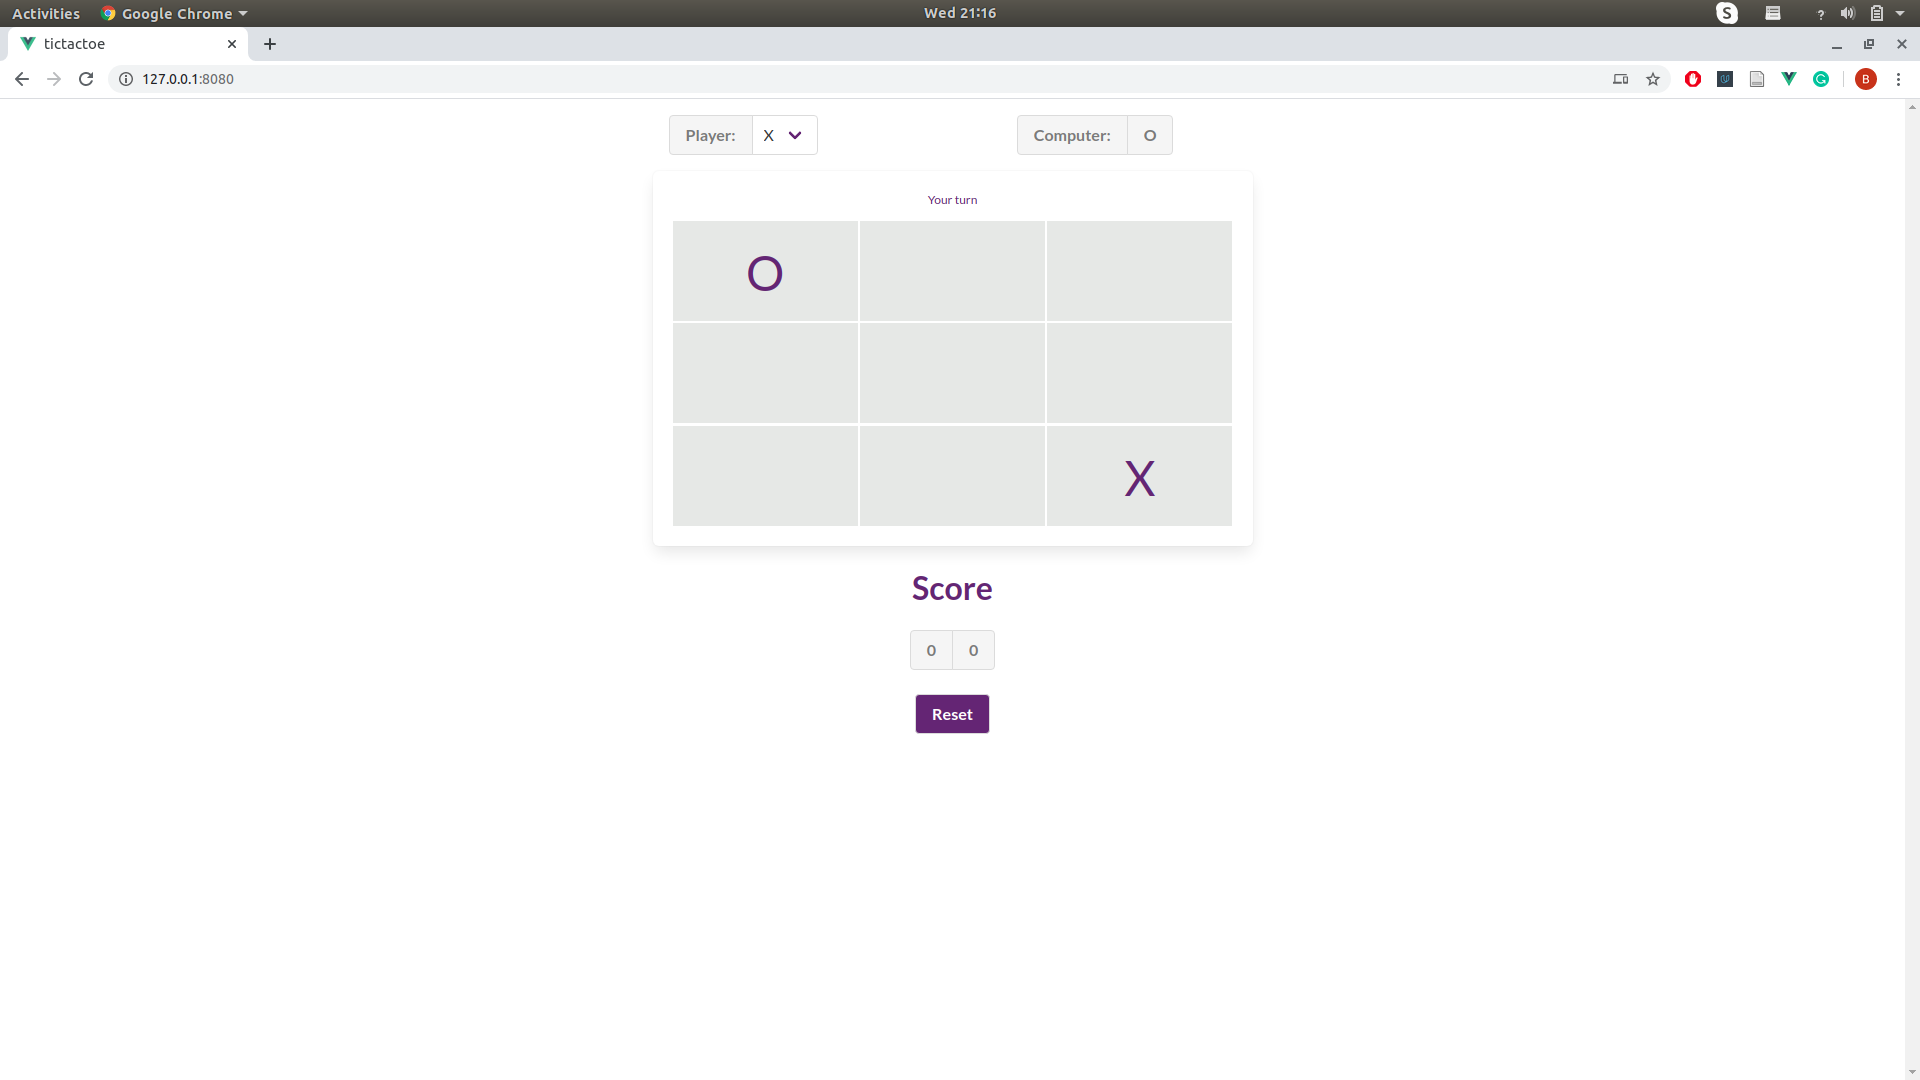 Activities Google Chrome Wed 21:16 S ?
tictactoe
127.0.0.1:8080 B
Player: X Computer: O
Your turn
O
X
Score
0 0
Reset